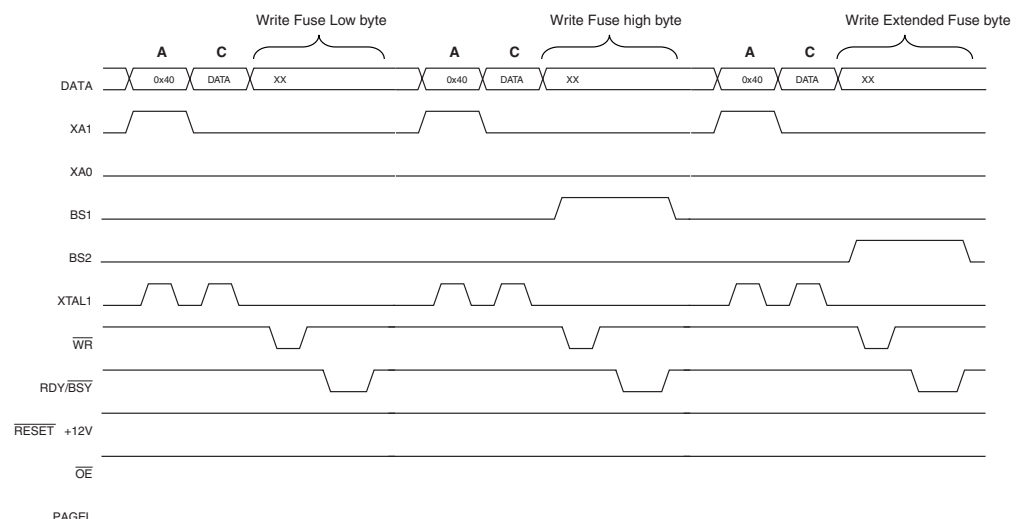 Write Fuse Low byte Write Fuse high byte Write Extended Fuse byte
A C A C A C
DATA 0x40 DATA XX 0x40 DATA XX 0x40 DATA XX
XA1
XA0
BS1
BS2
XTAL1
WR
RDY/BSY
RESET +12V
OE
PAGEL